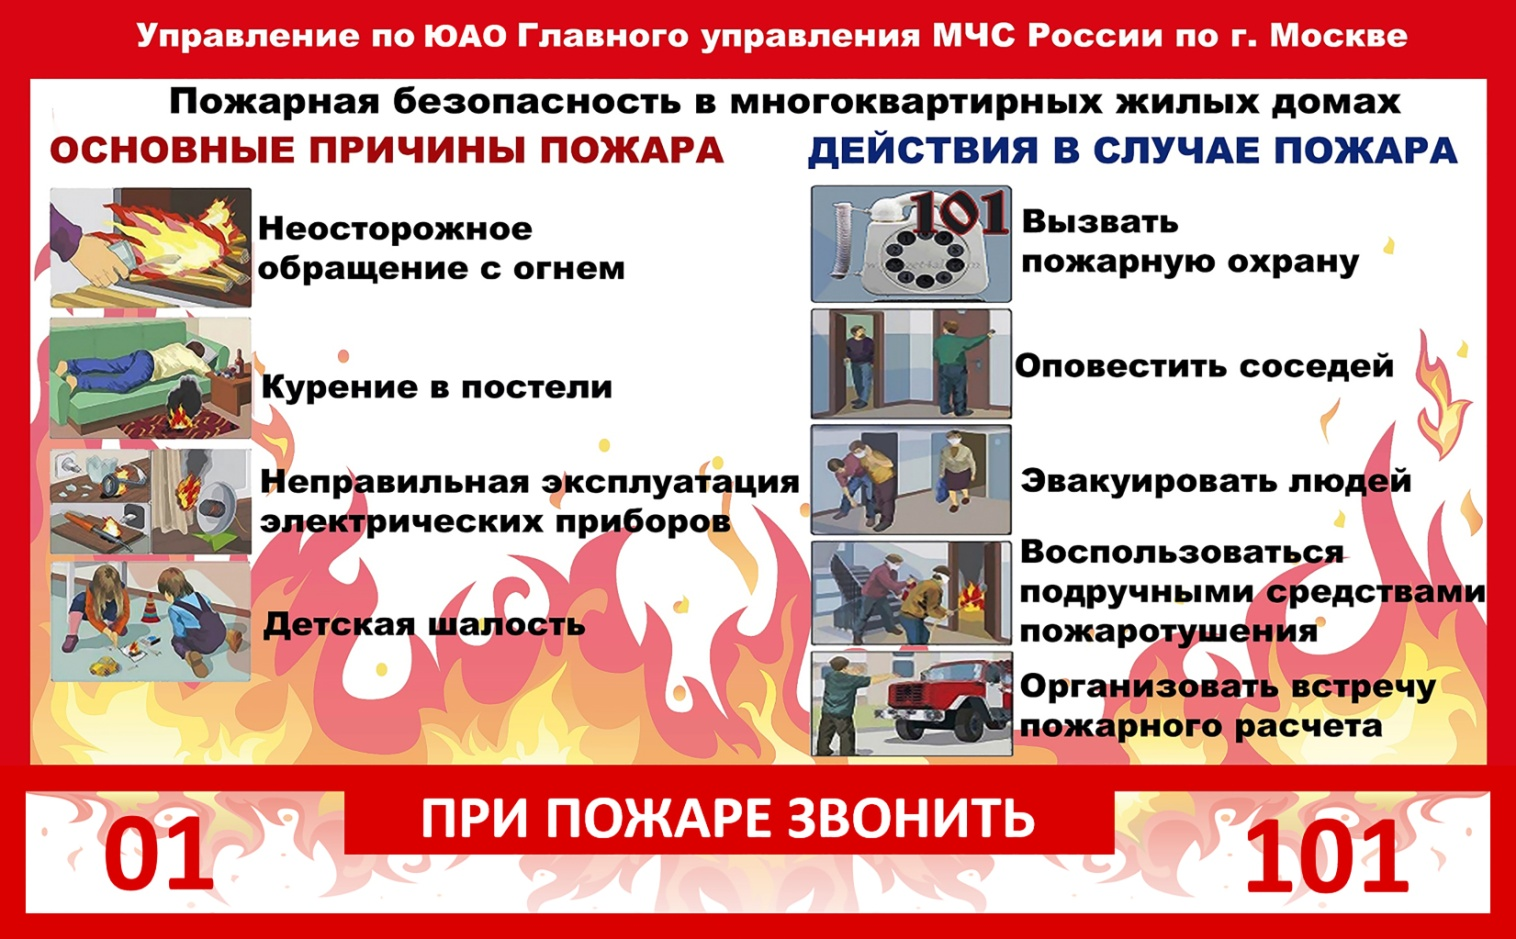 Управление по ЮАО Главного управления МЧС России по г. Москве
Пожарная безопасность в многоквартирных жилых домах
ОСНОВНЫЕ ПРИЧИНЫ ПОЖАРА
Неосторожное
обращение с огнем
Курение в постели
Неправильная эксплуатация
электрических приборов
Детская шалость
ДЕЙСТВИЯ В СЛУЧАЕ ПОЖАРА
101
Вызвать
пожарную охрану
Оповестить соседей
Эвакуировать людей
Воспользоваться
подручными средствами
пожаротушения
Организовать встречу
пожарного расчета
ПРИ ПОЖАРЕ ЗВОНИТЬ
01
101